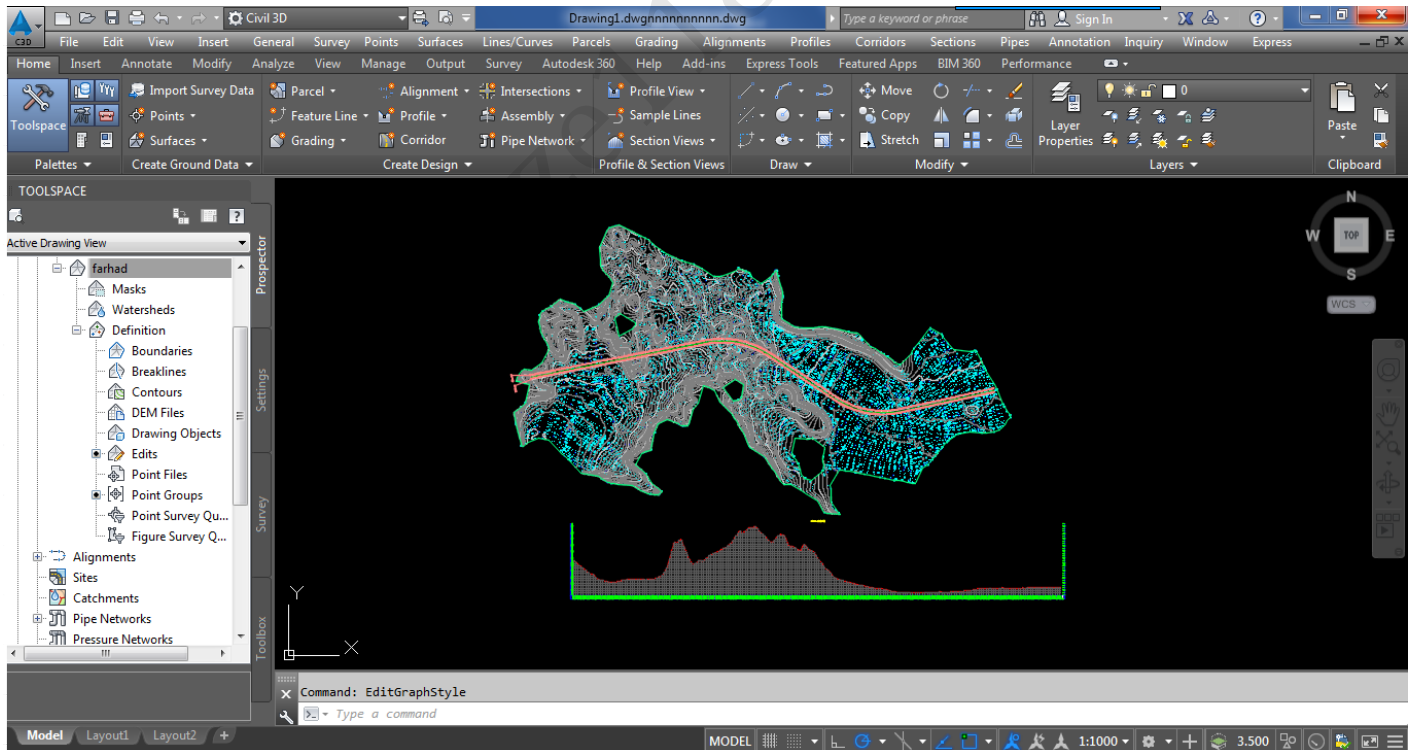 Civil 3D Drawing1.dwgnnnnnnnnnn.dwg Type a keyword or phrase Sign In
C3D File Edit View Insert General Survey Points Surfaces Lines/Curves Parcels Grading Alignments Profiles Corridors Sections Pipes Annotation Inquiry Window Express
Home Insert Annotate Modify Analyze View Manage Output Survey Autodesk 360 Help Add-ins Express Tools Featured Apps BIM 360 Performance
Import Survey Data Parcel Alignment Intersections Profile View Move 0
Toolspace Points Feature Line Profile Assembly Sample Lines Copy Layer Properties Paste
Surfaces Grading Corridor Pipe Network Section Views Stretch
Palettes Create Ground Data Create Design Profile & Section Views Draw Modify Layers Clipboard
TOOLSPACE
Active Drawing View
farhad
Masks
Watersheds
Definition
Boundaries
Breaklines
Contours
DEM Files
Drawing Objects
Edits
Point Files
Point Groups
Point Survey Qu...
Figure Survey Q...
Alignments
Sites
Catchments
Pipe Networks
Pressure Networks
Prospector
Settings
Survey
Toolbox
N
W TOP E
S
WCS
Y
X
Command: EditGraphStyle
Type a command
Model Layout1 Layout2 + MODEL 1:1000 3.500